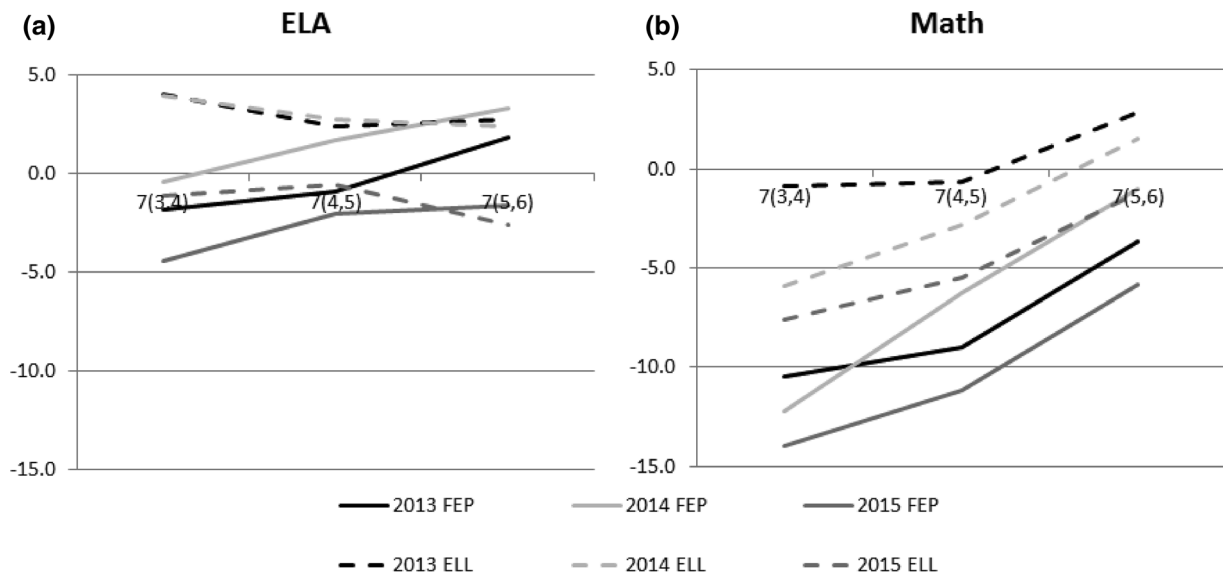 (a) ELA
5.0
0.0
-5.0
-10.0
-15.0
7(3,4) 7(4,5) 7(5,6)
(b) Math
5.0
0.0
-5.0
-10.0
-15.0
7(3,4) 7(4,5) 7(5,6)
2013 FEP 2014 FEP 2015 FEP
2013 ELL 2014 ELL 2015 ELL